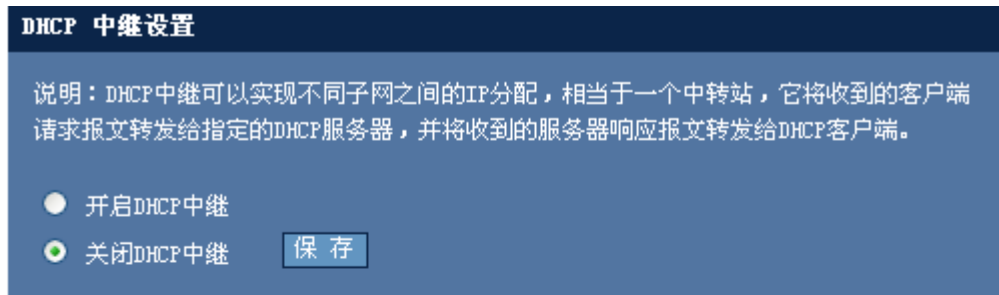 DHCP 中继设置
说明：DHCP中继可以实现不同子网之间的IP分配，相当于一个中转站，它将收到的客户端
请求报文转发给指定的DHCP服务器，并将收到的服务器响应报文转发给DHCP客户端。
开启DHCP中继
关闭DHCP中继 保 存